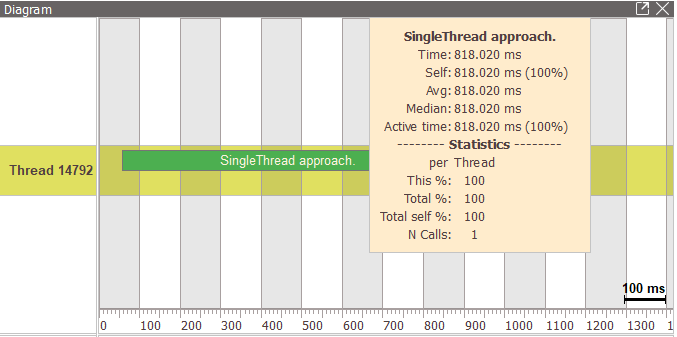 Diagram
SingleThread approach.
Time: 818.020 ms
Self: 818.020 ms (100%)
Avg: 818.020 ms
Median: 818.020 ms
Active time: 818.020 ms (100%)
-------- Statistics --------
per Thread
This %: 100
Total %: 100
Total self %: 100
N Calls: 1
Thread 14792
SingleThread approach.
100 ms
0 100 200 300 400 500 600 700 800 900 1000 1100 1200 1300 1